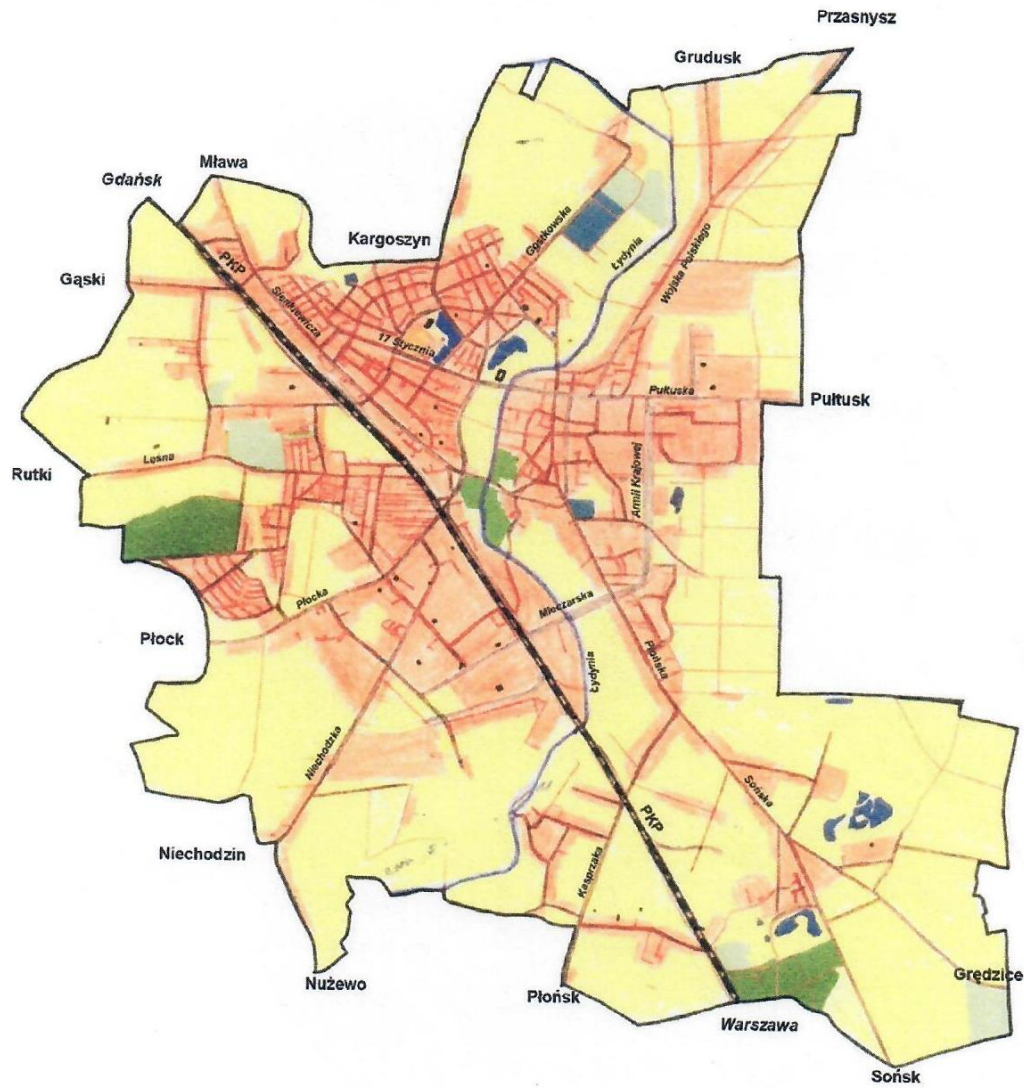 Przasnysz
Grudusk
Mława
Gdańsk
Kargoszyn
Gostkowska
Łydynia
Wojska Polskiego
PKP
Gąski
Sienkiewicza
17 Stycznia
Pułtuska
Pułtusk
Leśna
Rutki
Armii Krajowej
Płocka
Mleczarska
Płock
Łydynia
Płońska
Niechodzka
Sońska
PKP
Niechodzin
Kasprzaka
Nużewo
Płońsk
Grędzice
Warszawa
Sońsk